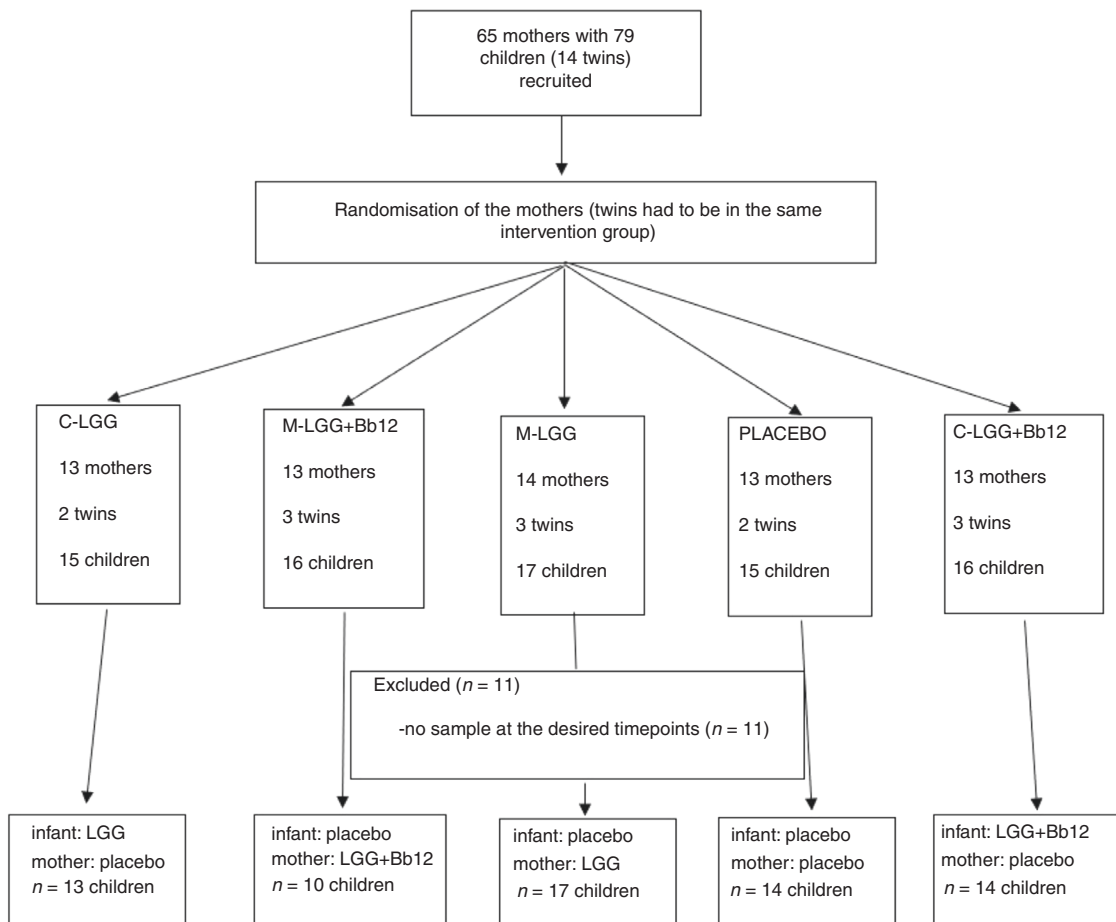 65 mothers with 79
children (14 twins)
recruited
Randomisation of the mothers (twins had to be in the same
intervention group)
C-LGG
13 mothers
2 twins
15 children
M-LGG+Bb12
13 mothers
3 twins
16 children
M-LGG
14 mothers
3 twins
17 children
PLACEBO
13 mothers
2 twins
15 children
C-LGG+Bb12
13 mothers
3 twins
16 children
Excluded (n = 11)
-no sample at the desired timepoints (n = 11)
infant: LGG
mother: placebo
n = 13 children
infant: placebo
mother: LGG+Bb12
n = 10 children
infant: placebo
mother: LGG
n = 17 children
infant: placebo
mother: placebo
n = 14 children
infant: LGG+Bb12
mother: placebo
n = 14 children